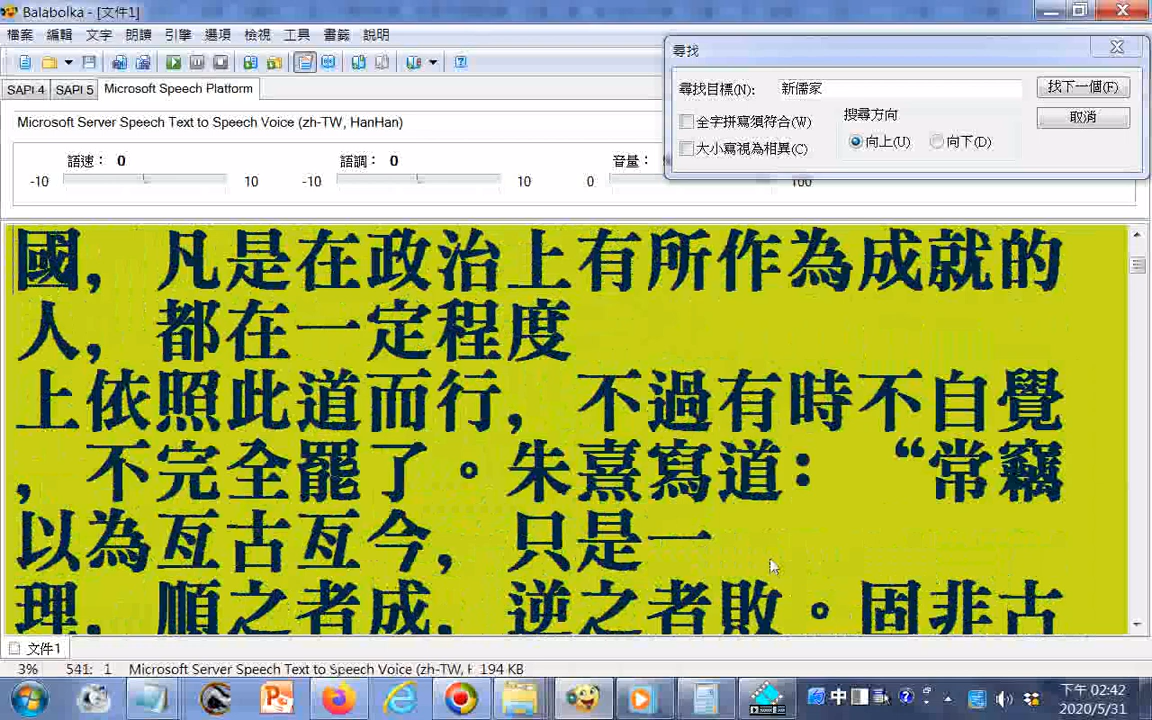 Balabolka - [文件1]
檔案 編輯 文字 朗讀 引擎 選項 檢視 工具 書籤 說明
尋找
尋找目標(N): 新儒家 找下一個(F)
全字拼寫須符合(W) 搜尋方向 取消
大小寫視為相異(C) 向上(U) 向下(D)
SAPI 4 SAPI 5 Microsoft Speech Platform
Microsoft Server Speech Text to Speech Voice (zh-TW, HanHan)
語速: 0 語調: 0 音量:
-10 10 -10 10 0 100
國，凡是在政治上有所作為成就的
人，都在一定程度
上依照此道而行，不過有時不自覺
，不完全罷了。朱熹寫道：“常竊
以為亙古亙今，只是一
理，順之者成，逆之者敗。固非古
文件1
3% 541: 1 Microsoft Server Speech Text to Speech Voice (zh-TW, H 194 KB
中 下午 02:42
2020/5/31